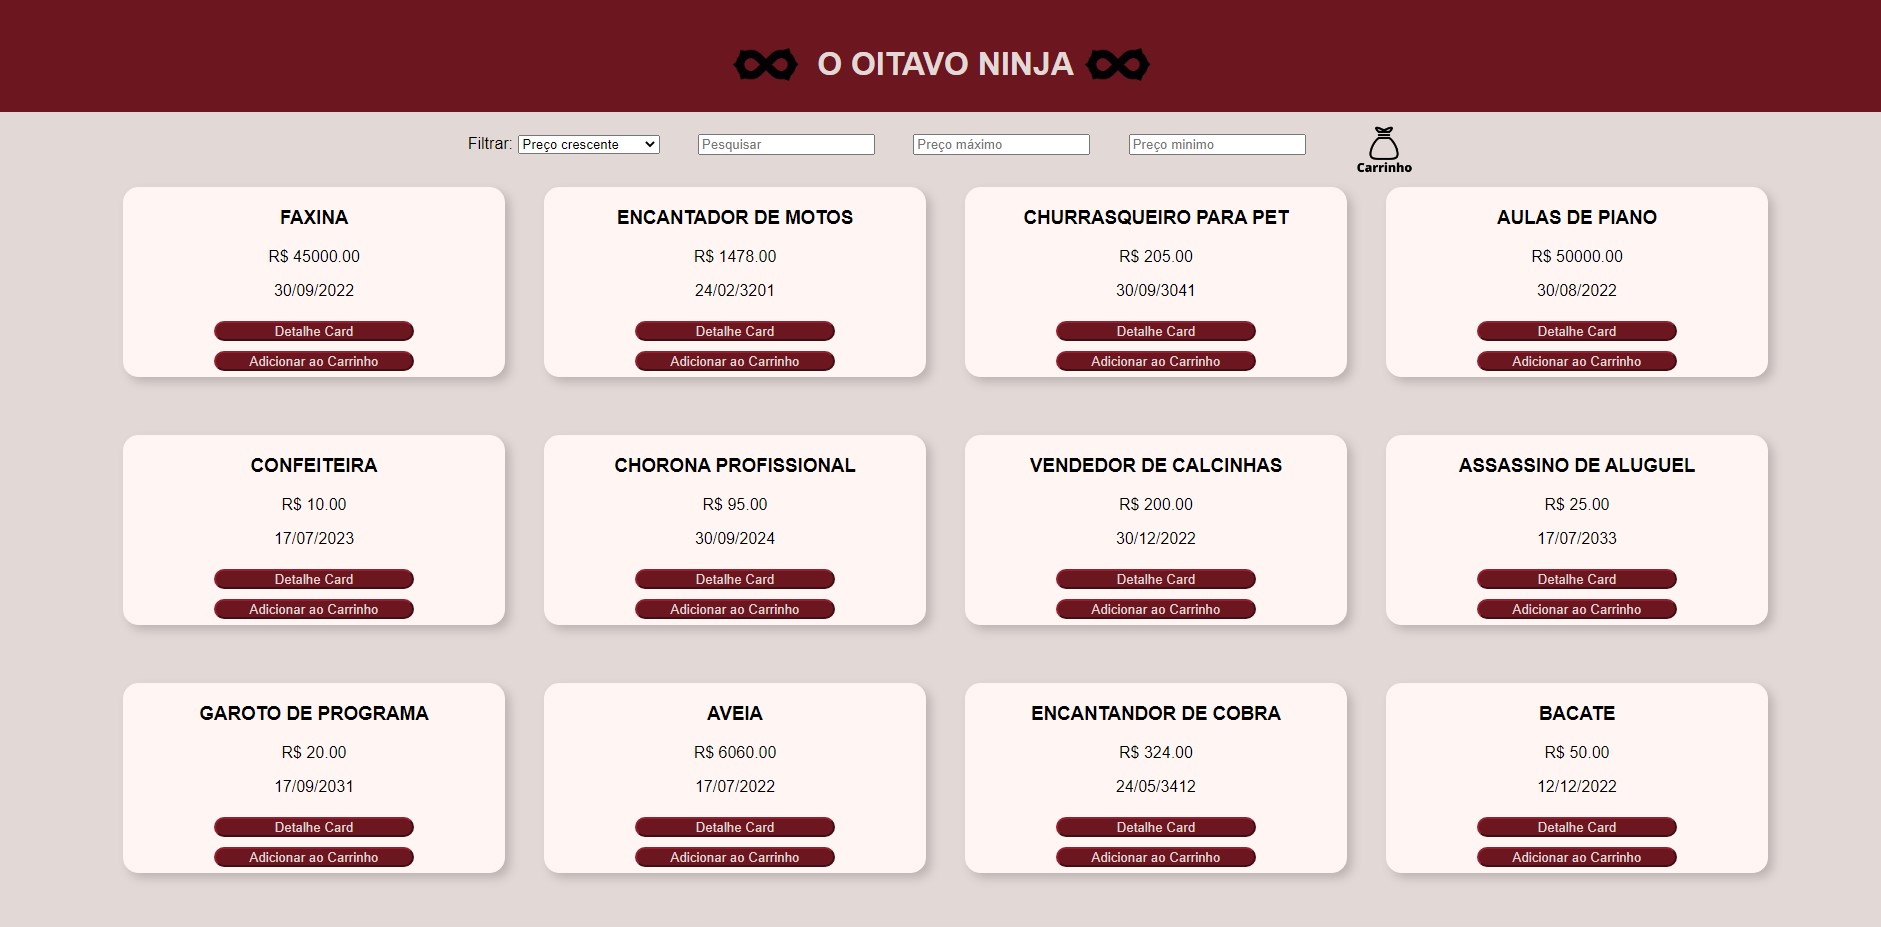 O OITAVO NINJA
Filtrar: Preço crescente Pesquisar Preço máximo Preço minimo Carrinho
FAXINA
R$ 45000.00
30/09/2022
Detalhe Card
Adicionar ao Carrinho
ENCANTADOR DE MOTOS
R$ 1478.00
24/02/3201
Detalhe Card
Adicionar ao Carrinho
CHURRASQUEIRO PARA PET
R$ 205.00
30/09/3041
Detalhe Card
Adicionar ao Carrinho
AULAS DE PIANO
R$ 50000.00
30/08/2022
Detalhe Card
Adicionar ao Carrinho
CONFEITEIRA
R$ 10.00
17/07/2023
Detalhe Card
Adicionar ao Carrinho
CHORONA PROFISSIONAL
R$ 95.00
30/09/2024
Detalhe Card
Adicionar ao Carrinho
VENDEDOR DE CALCINHAS
R$ 200.00
30/12/2022
Detalhe Card
Adicionar ao Carrinho
ASSASSINO DE ALUGUEL
R$ 25.00
17/07/2033
Detalhe Card
Adicionar ao Carrinho
GAROTO DE PROGRAMA
R$ 20.00
17/09/2031
Detalhe Card
Adicionar ao Carrinho
AVEIA
R$ 6060.00
17/07/2022
Detalhe Card
Adicionar ao Carrinho
ENCANTANDOR DE COBRA
R$ 324.00
24/05/3412
Detalhe Card
Adicionar ao Carrinho
BACATE
R$ 50.00
12/12/2022
Detalhe Card
Adicionar ao Carrinho